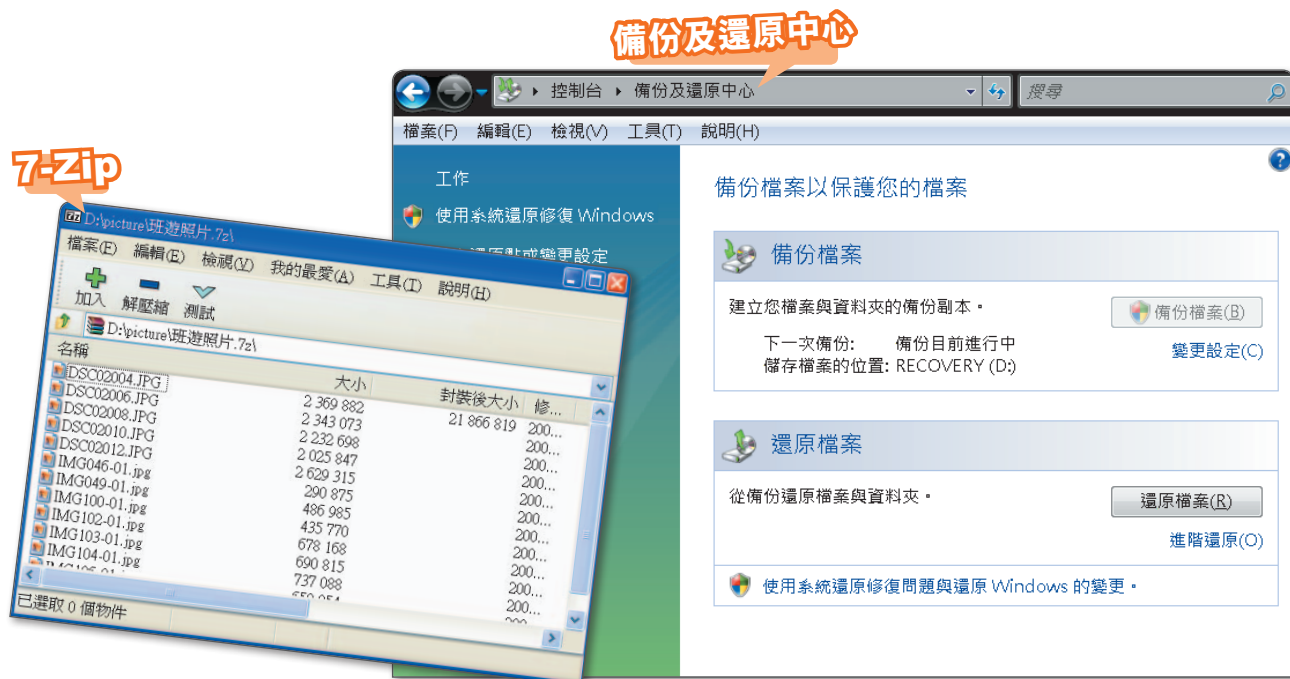 備份及還原中心
控制台 備份及還原中心 搜尋
檔案(F) 編輯(E) 檢視(V) 工具(T) 說明(H)
工作
使用系統還原修復 Windows
還原點或變更設定
備份檔案以保護您的檔案
備份檔案
建立您檔案與資料夾的備份副本。
備份檔案(B)
下一次備份: 備份目前進行中
儲存檔案的位置: RECOVERY (D:)
變更設定(C)
還原檔案
從備份還原檔案與資料夾。
還原檔案(R)
進階還原(O)
使用系統還原修復問題與還原 Windows 的變更。
7-Zip
D:\picture\班遊照片.7z\
檔案(F) 編輯(E) 檢視(V) 我的最愛(A) 工具(T) 說明(H)
加入 解壓縮 測試
D:\picture\班遊照片.7z\
名稱 大小 封裝後大小 修...
DSC02004.JPG 2 369 882 21 866 819 200...
DSC02006.JPG 2 343 073 200...
DSC02008.JPG 2 232 698 200...
DSC02010.JPG 2 025 847 200...
DSC02012.JPG 2 629 315 200...
IMG046-01.jpg 290 875 200...
IMG049-01.jpg 486 985 200...
IMG100-01.jpg 435 770 200...
IMG102-01.jpg 678 168 200...
IMG103-01.jpg 690 815 200...
IMG104-01.jpg 737 088 200...
已選取 0 個物件